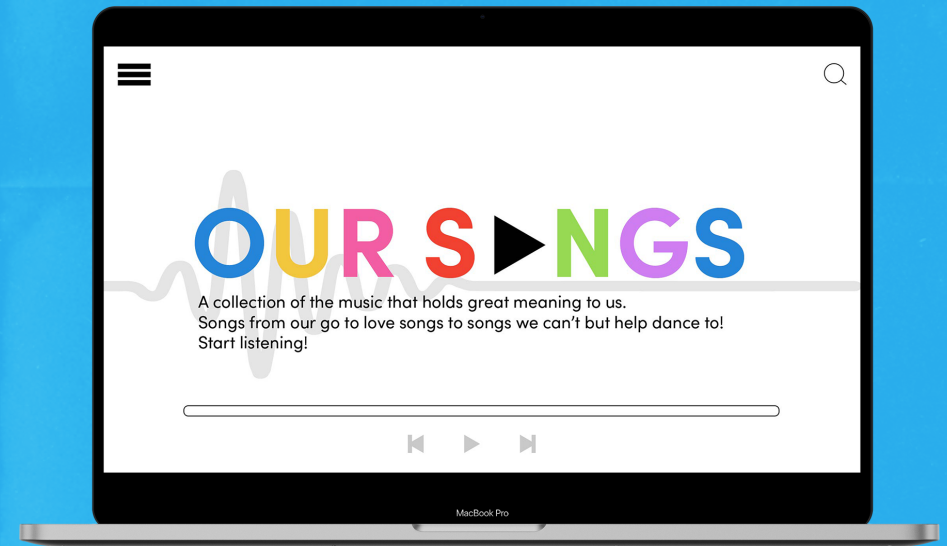 OUR S▶NGS
A collection of the music that holds great meaning to us.
Songs from our go to love songs to songs we can’t but help dance to!
Start listening!
MacBook Pro